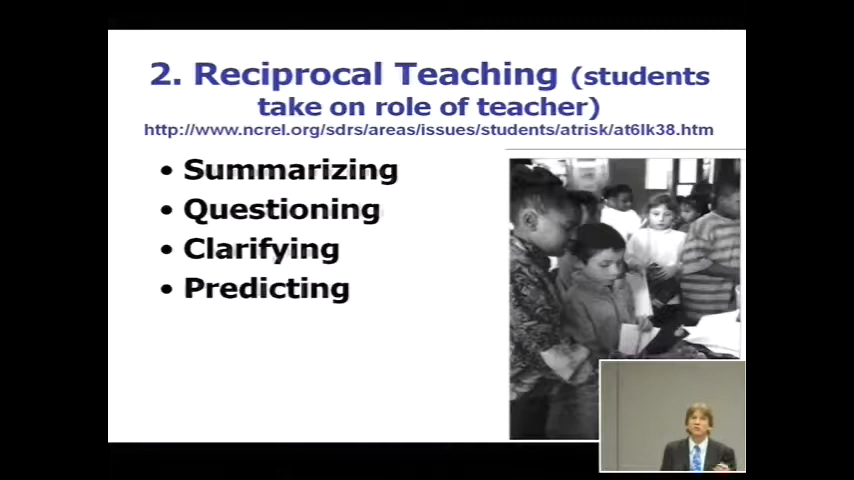 2. Reciprocal Teaching (students
take on role of teacher)
http://www.ncrel.org/sdrs/areas/issues/students/atrisk/at6lk38.htm
• Summarizing
• Questioning
• Clarifying
• Predicting